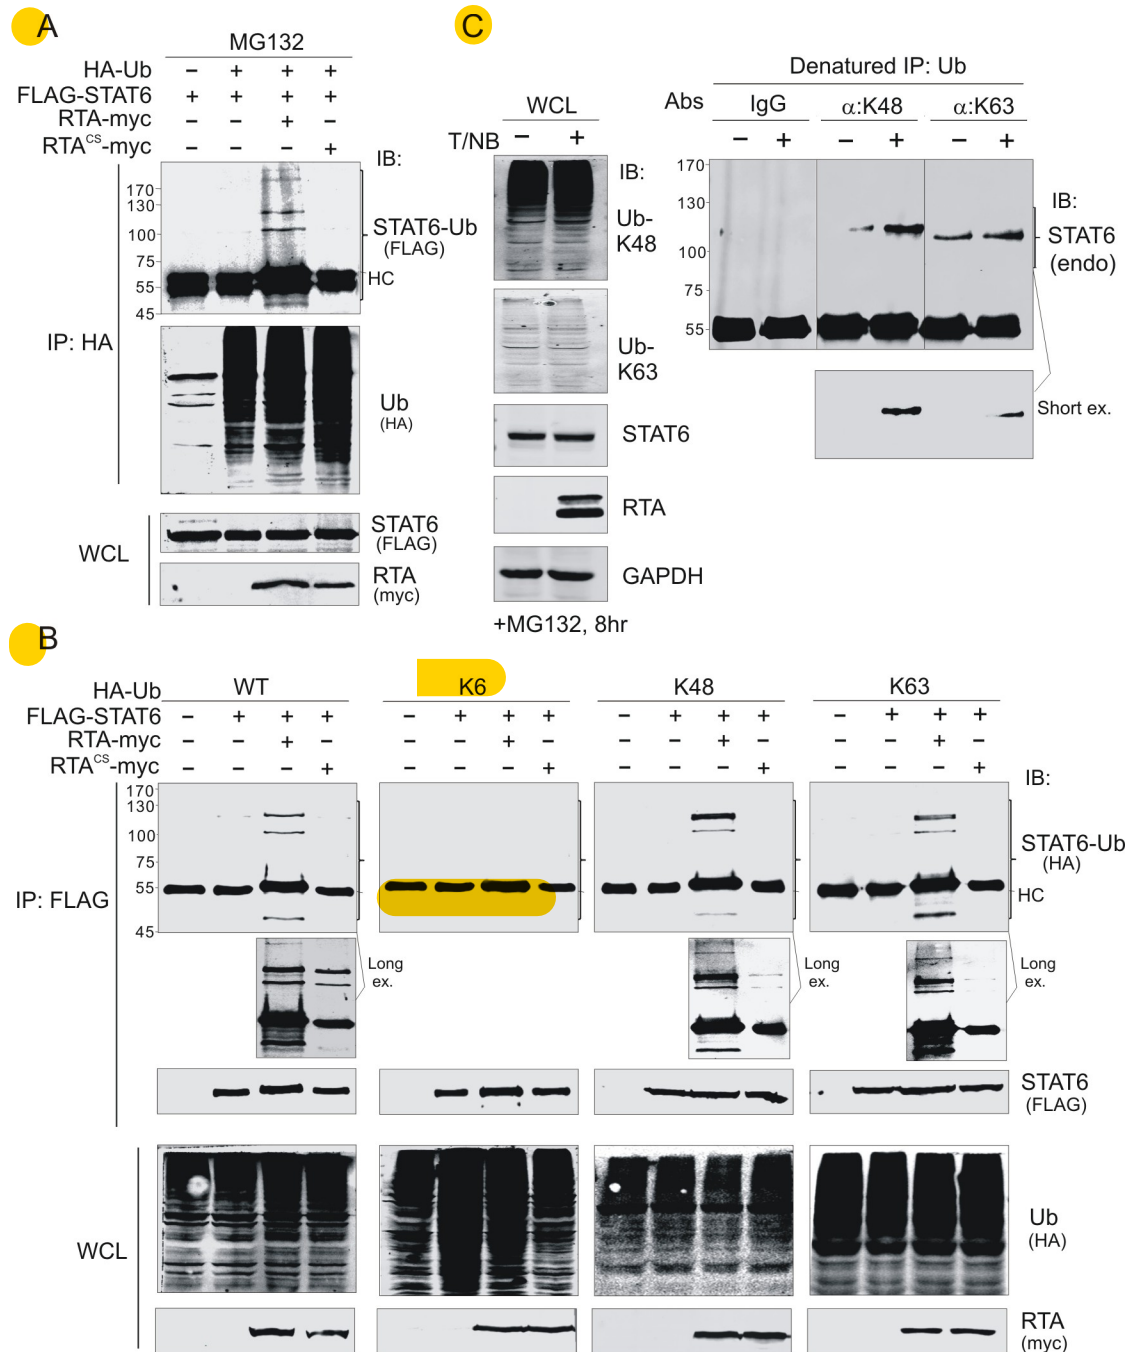 A
MG132
HA-Ub − + + +
FLAG-STAT6 + + + +
RTA-myc − − + −
RTACS-myc − − − +
IB:
170
130
100
75
55
45
STAT6-Ub
(FLAG)
HC
IP: HA
Ub
(HA)
WCL
STAT6
(FLAG)
RTA
(myc)
C
WCL
T/NB − +
IB:
Ub-
K48
Ub-
K63
STAT6
RTA
GAPDH
+MG132, 8hr
Denatured IP: Ub
Abs IgG α:K48 α:K63
− + − + − +
170
130
100
75
55
IB:
STAT6
(endo)
Short ex.
B
HA-Ub WT K6 K48 K63
FLAG-STAT6 − + + + − + + + − + + + − + + +
RTA-myc − − + − − − + − − − + − − − + −
RTACS-myc − − − + − − − + − − − + − − − +
IB:
170
130
100
75
55
45
STAT6-Ub
(HA)
HC
IP: FLAG
Long
ex.
Long
ex.
Long
ex.
STAT6
(FLAG)
WCL
Ub
(HA)
RTA
(myc)